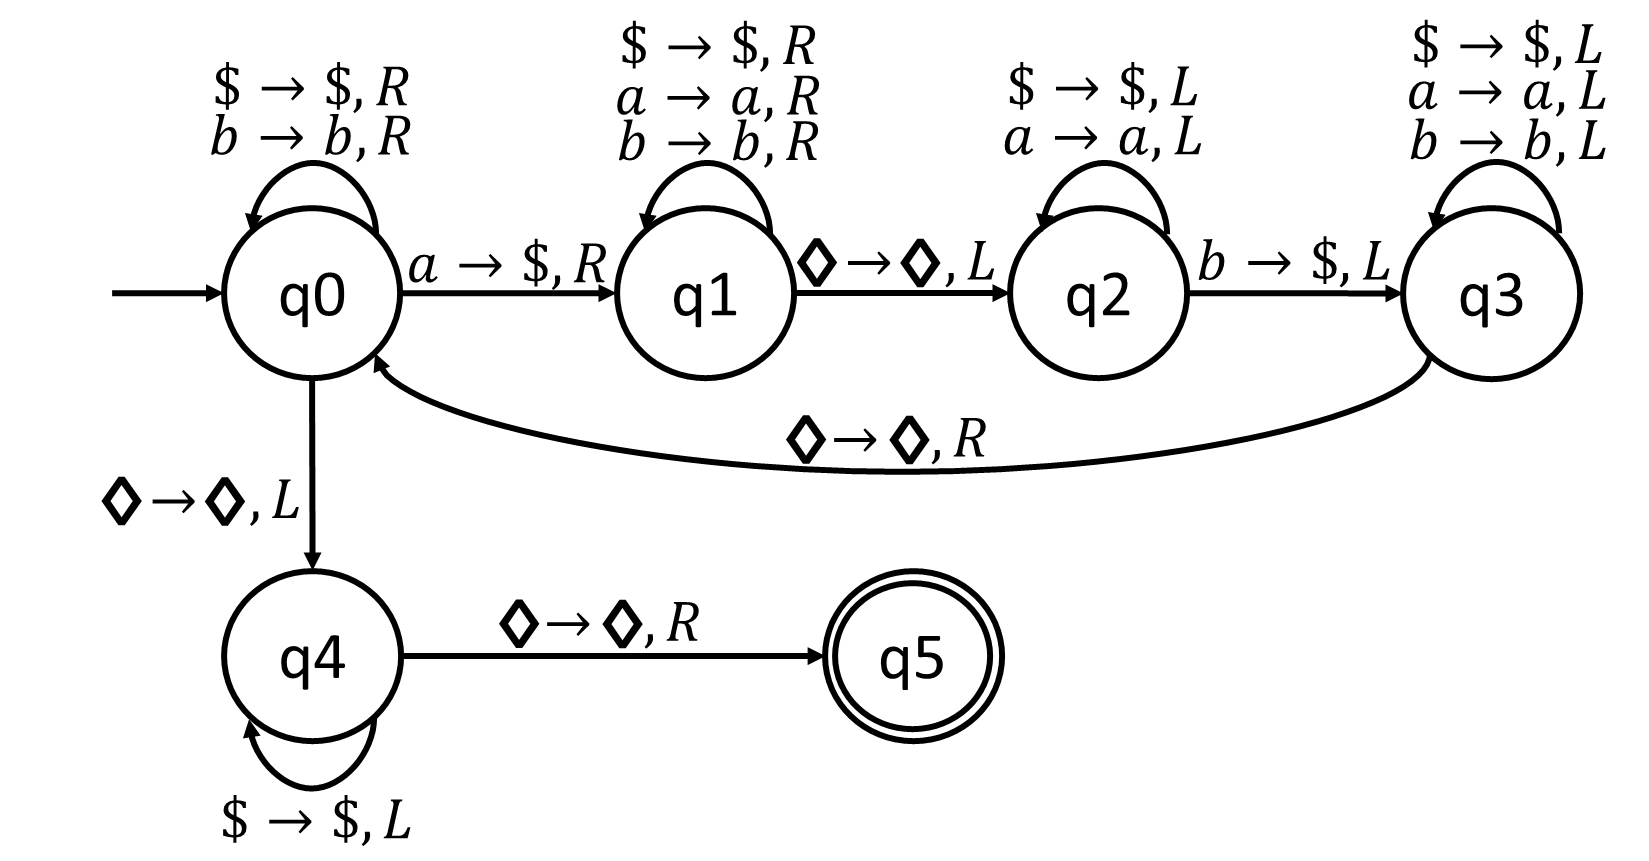 $ → $, R
b → b, R
$ → $, R
a → a, R
b → b, R
$ → $, L
a → a, L
$ → $, L
a → a, L
b → b, L
q0
a → $, R
q1
◊ → ◊, L
q2
b → $, L
q3
◊ → ◊, R
◊ → ◊, L
q4
◊ → ◊, R
q5
$ → $, L